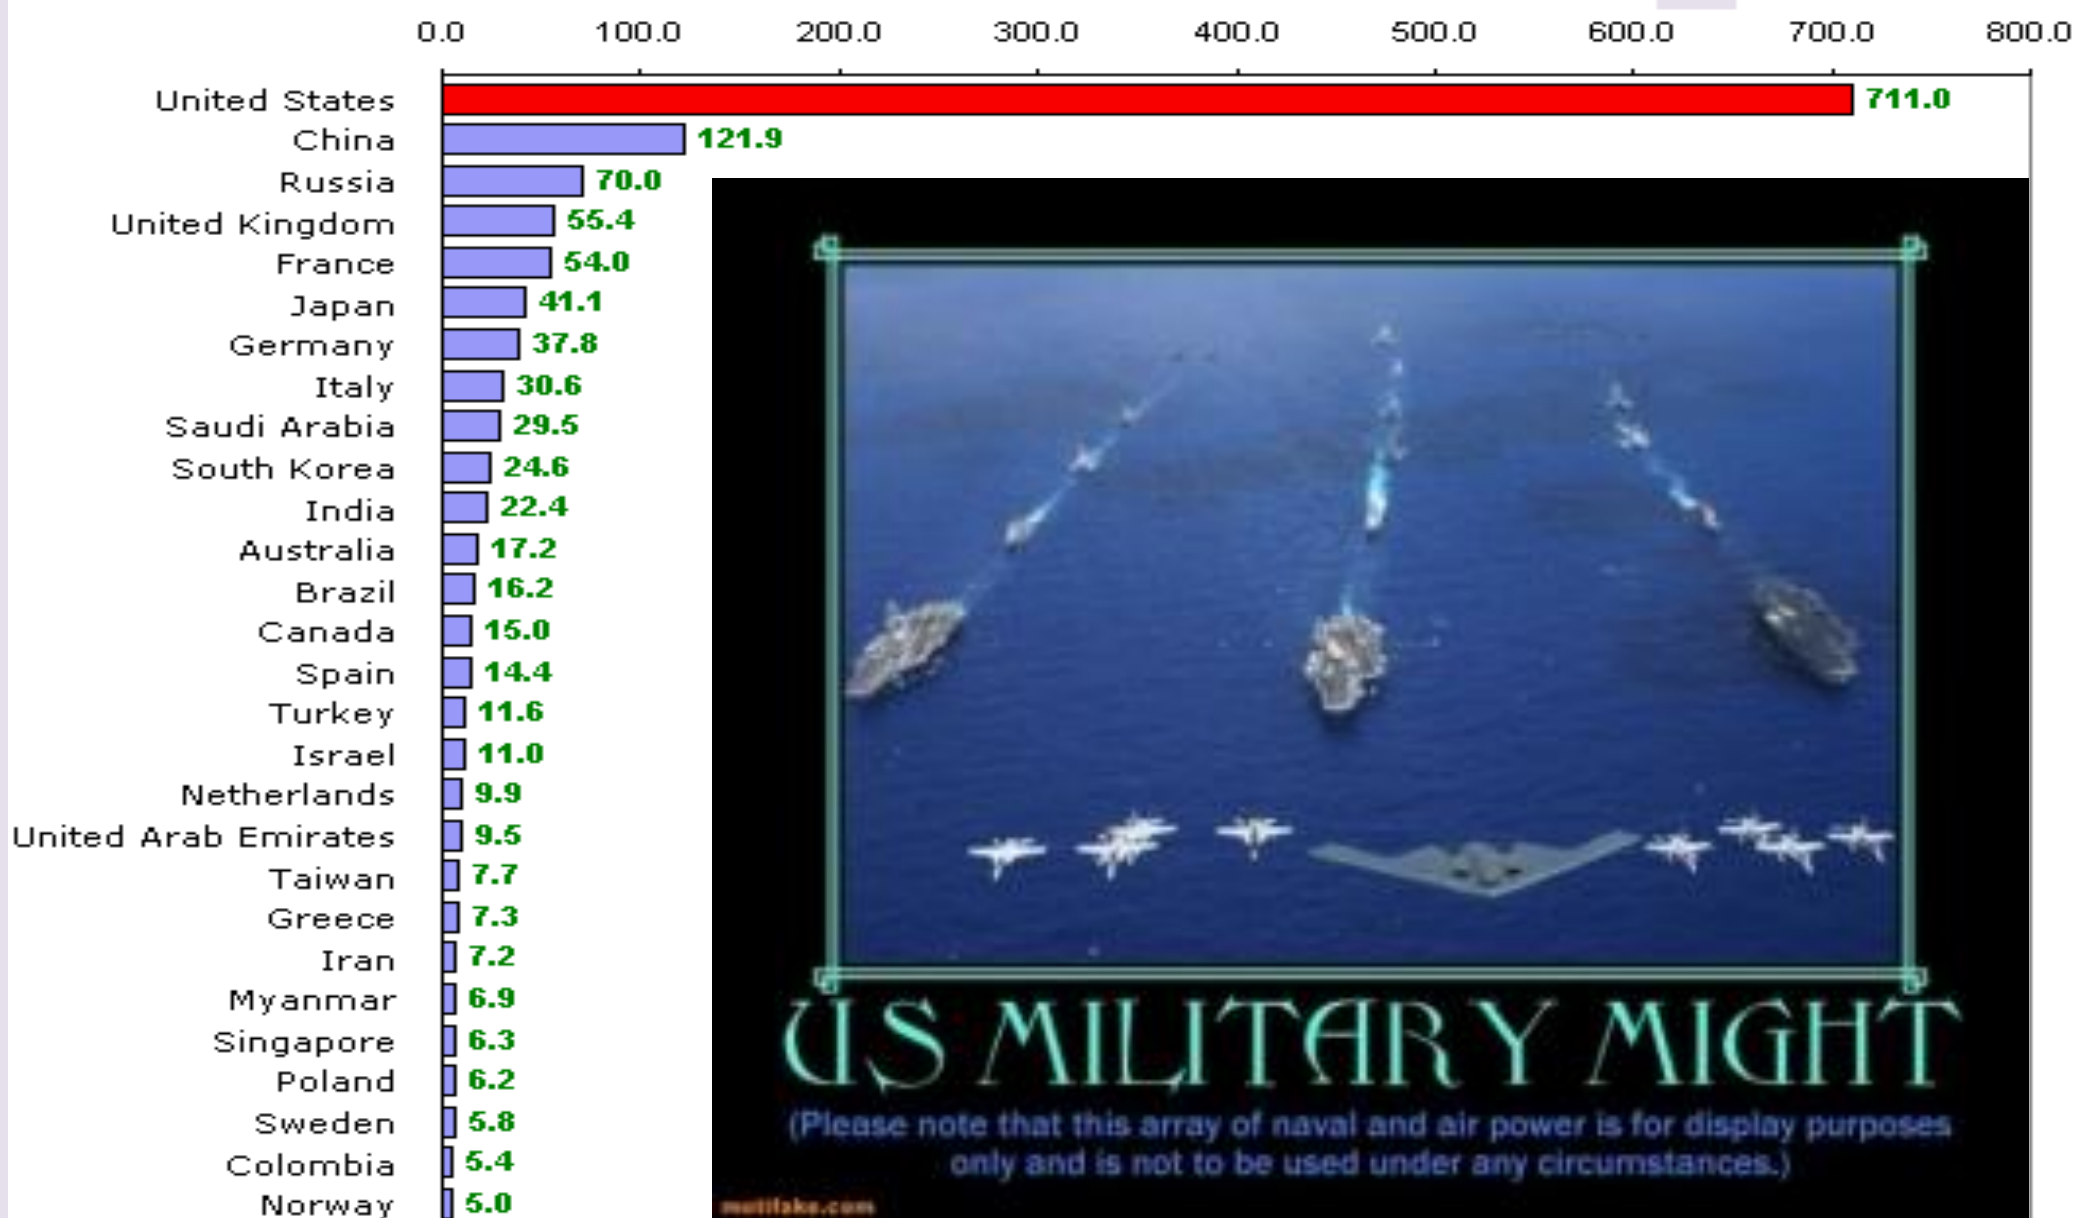 0.0 100.0 200.0 300.0 400.0 500.0 600.0 700.0 800.0
United States 711.0
China 121.9
Russia 70.0
United Kingdom 55.4
France 54.0
Japan 41.1
Germany 37.8
Italy 30.6
Saudi Arabia 29.5
South Korea 24.6
India 22.4
Australia 17.2
Brazil 16.2
Canada 15.0
Spain 14.4
Turkey 11.6
Israel 11.0
Netherlands 9.9
United Arab Emirates 9.5
Taiwan 7.7
Greece 7.3
Iran 7.2
Myanmar 6.9
Singapore 6.3
Poland 6.2
Sweden 5.8
Colombia 5.4
Norway 5.0
US MILITARY MIGHT
(Please note that this array of naval and air power is for display purposes
only and is not to be used under any circumstances.)
motifake.com